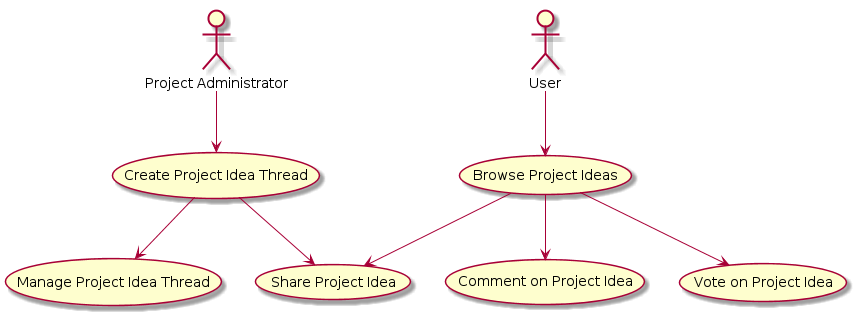 Project Administrator
User
Create Project Idea Thread
Browse Project Ideas
Manage Project Idea Thread
Share Project Idea
Comment on Project Idea
Vote on Project Idea